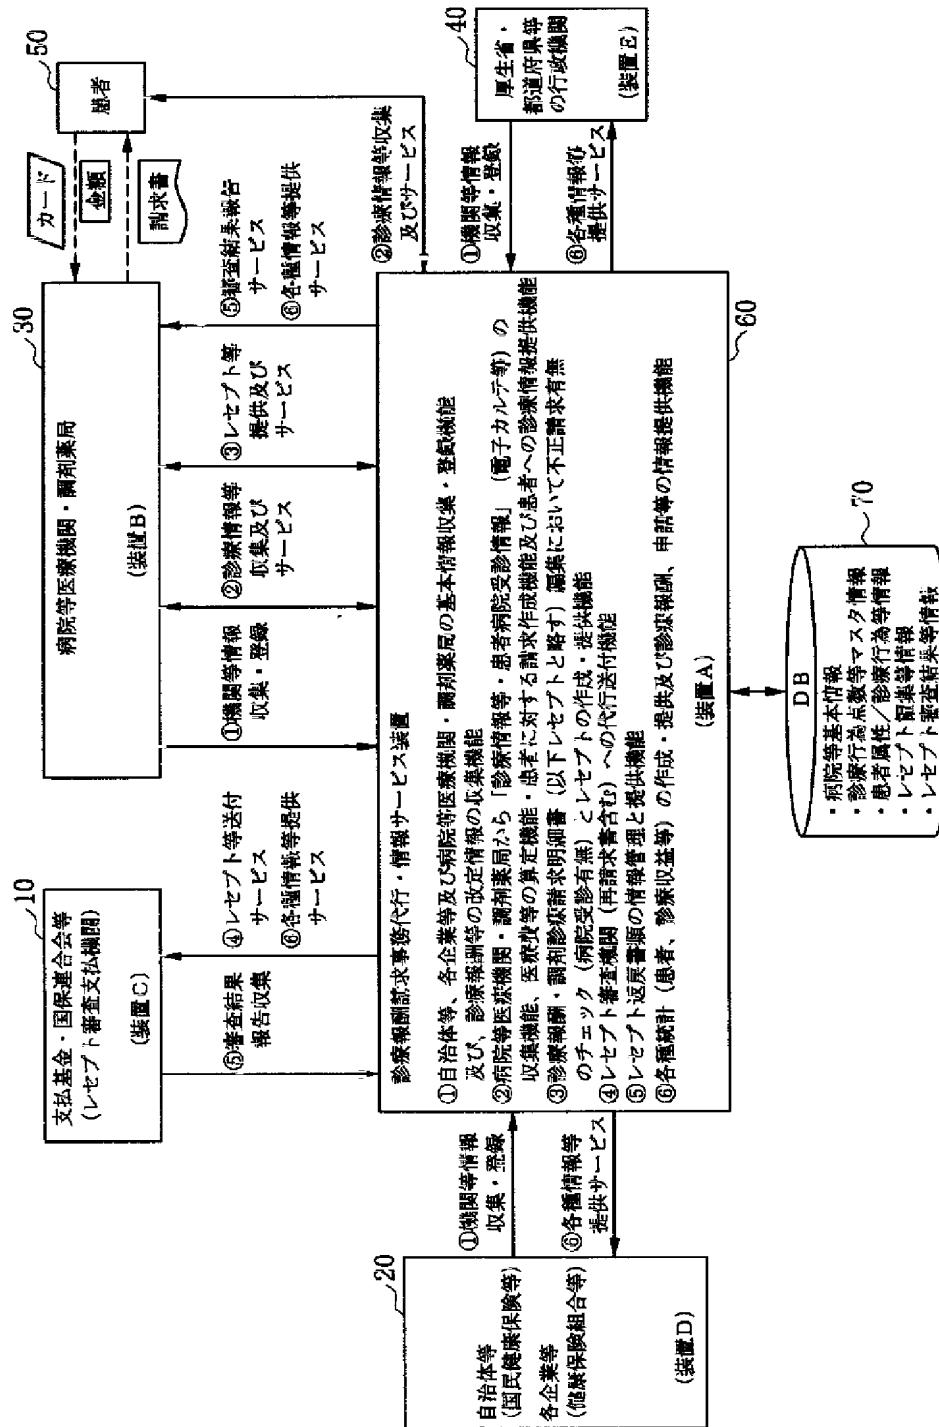 10
支払基金・国保連合会等
(レセプト審査支払機関)
(装置C)
30
病院等医療機関・調剤薬局
(装置B)
カード
金額
請求書
50
患者
⑤審査結果
報告収集
④レセプト等送付
サービス
⑥各種情報等提供
サービス
①機関等情報
収集・登録
②診療情報等
収集及び
サービス
③レセプト等
提供及び
サービス
⑤審査結果報告
サービス
⑥各種情報等提供
サービス
②診療情報等収集
及びサービス
20
自治体等
(国民健康保険等)
各企業等
(健康保険組合等)
(装置D)
①機関等情報
収集・登録
⑥各種情報等
提供サービス
診療報酬請求事務代行・情報サービス装置
①自治体等、各企業等及び病院等医療機関・調剤薬局の基本情報収集・登録機能
及び、診療報酬等の改定情報の収集機能
②病院等医療機関・調剤薬局から「診療情報等・患者病院受診情報」(電子カルテ等)の
収集機能、医療費等の算定機能・患者に対する請求作成機能及び患者への診療情報提供機能
③診療報酬・調剤診療請求明細書(以下レセプトと略す)編集において不正請求有無
のチェック(病院受診有無)とレセプトの作成・提供機能
④レセプト審査機関(再請求書含む)への代行送付機能
⑤レセプト返戻書類の情報管理と提供機能
⑥各種統計(患者、診療収益等)の作成・提供及び診療報酬、申請等の情報提供機能
(装置A)
60
①機関等情報
収集・登録
⑥各種情報等
提供サービス
40
厚生省・
都道府県等
の行政機関
(装置E)
70
DB
・病院等基本情報
・診療行為点数等マスタ情報
患者属性/診療行為等情報
・レセプト個票等情報
・レセプト審査結果等情報